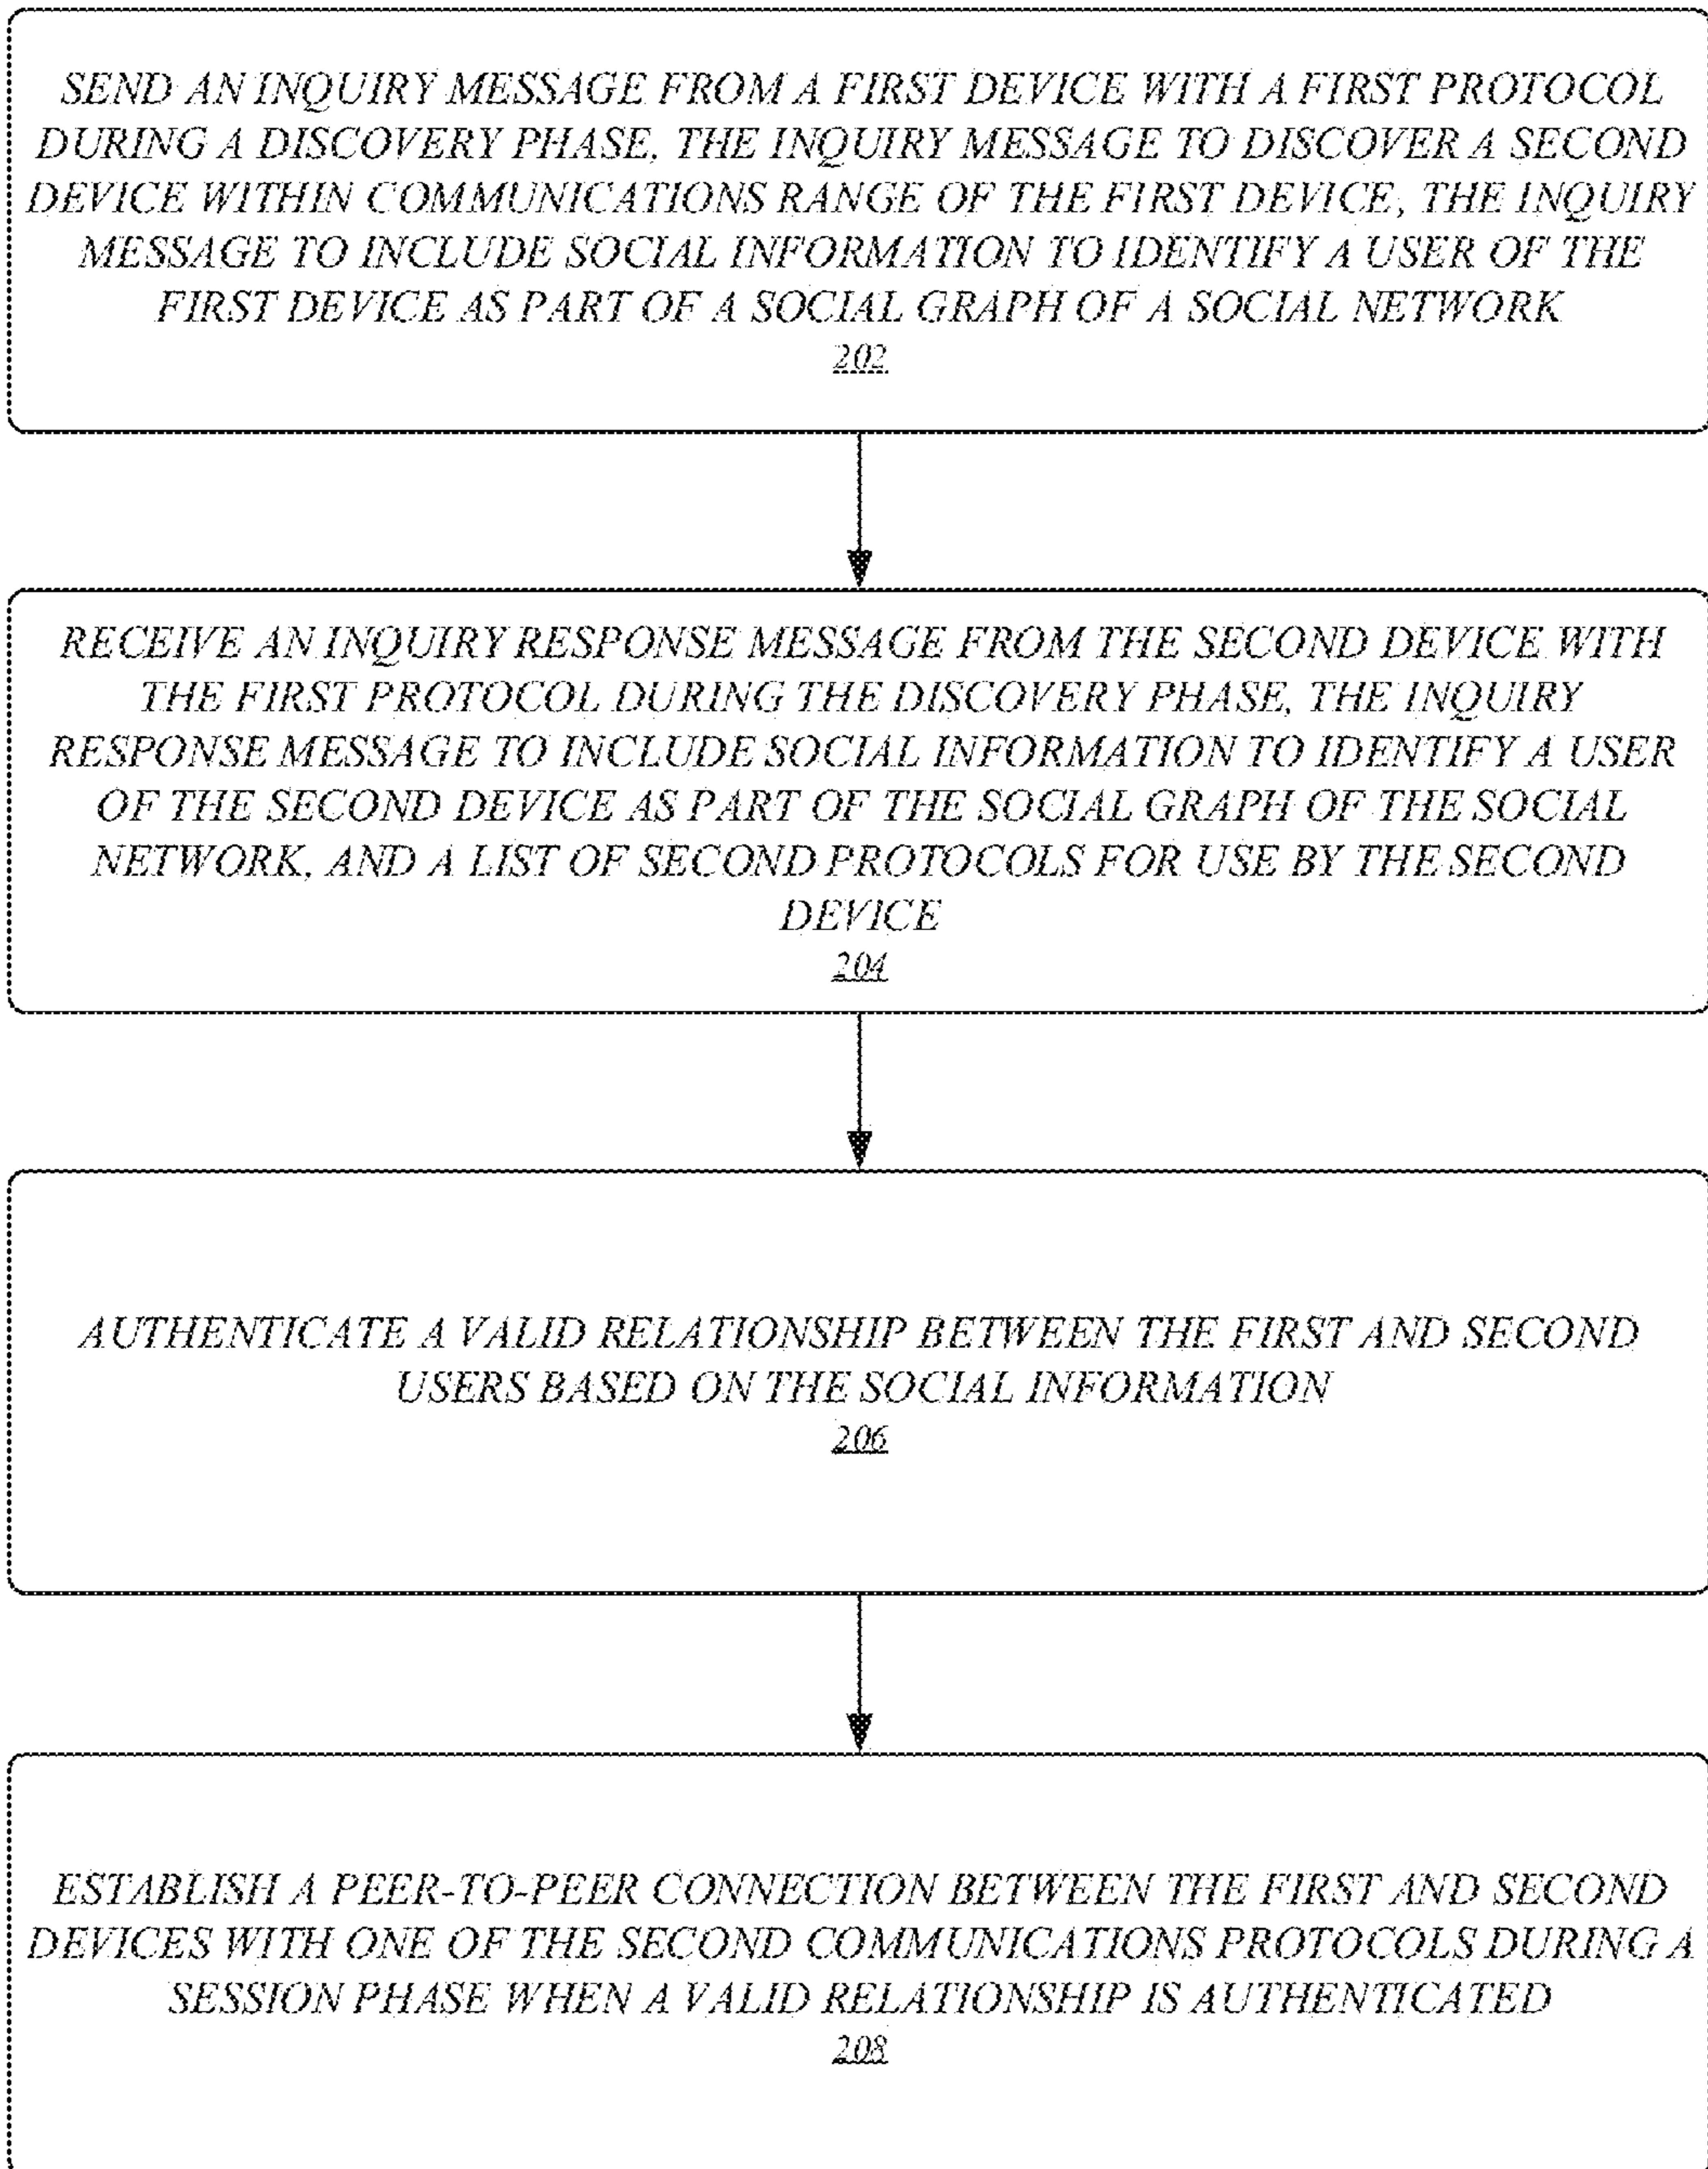 SEND AN INQUIRY MESSAGE FROM A FIRST DEVICE WITH A FIRST PROTOCOL
DURING A DISCOVERY PHASE, THE INQUIRY MESSAGE TO DISCOVER A SECOND
DEVICE WITHIN COMMUNICATIONS RANGE OF THE FIRST DEVICE, THE INQUIRY
MESSAGE TO INCLUDE SOCIAL INFORMATION TO IDENTIFY A USER OF THE
FIRST DEVICE AS PART OF A SOCIAL GRAPH OF A SOCIAL NETWORK
202
RECEIVE AN INQUIRY RESPONSE MESSAGE FROM THE SECOND DEVICE WITH
THE FIRST PROTOCOL DURING THE DISCOVERY PHASE, THE INQUIRY
RESPONSE MESSAGE TO INCLUDE SOCIAL INFORMATION TO IDENTIFY A USER
OF THE SECOND DEVICE AS PART OF THE SOCIAL GRAPH OF THE SOCIAL
NETWORK, AND A LIST OF SECOND PROTOCOLS FOR USE BY THE SECOND
DEVICE
204
AUTHENTICATE A VALID RELATIONSHIP BETWEEN THE FIRST AND SECOND
USERS BASED ON THE SOCIAL INFORMATION
206
ESTABLISH A PEER-TO-PEER CONNECTION BETWEEN THE FIRST AND SECOND
DEVICES WITH ONE OF THE SECOND COMMUNICATIONS PROTOCOLS DURING A
SESSION PHASE WHEN A VALID RELATIONSHIP IS AUTHENTICATED
208